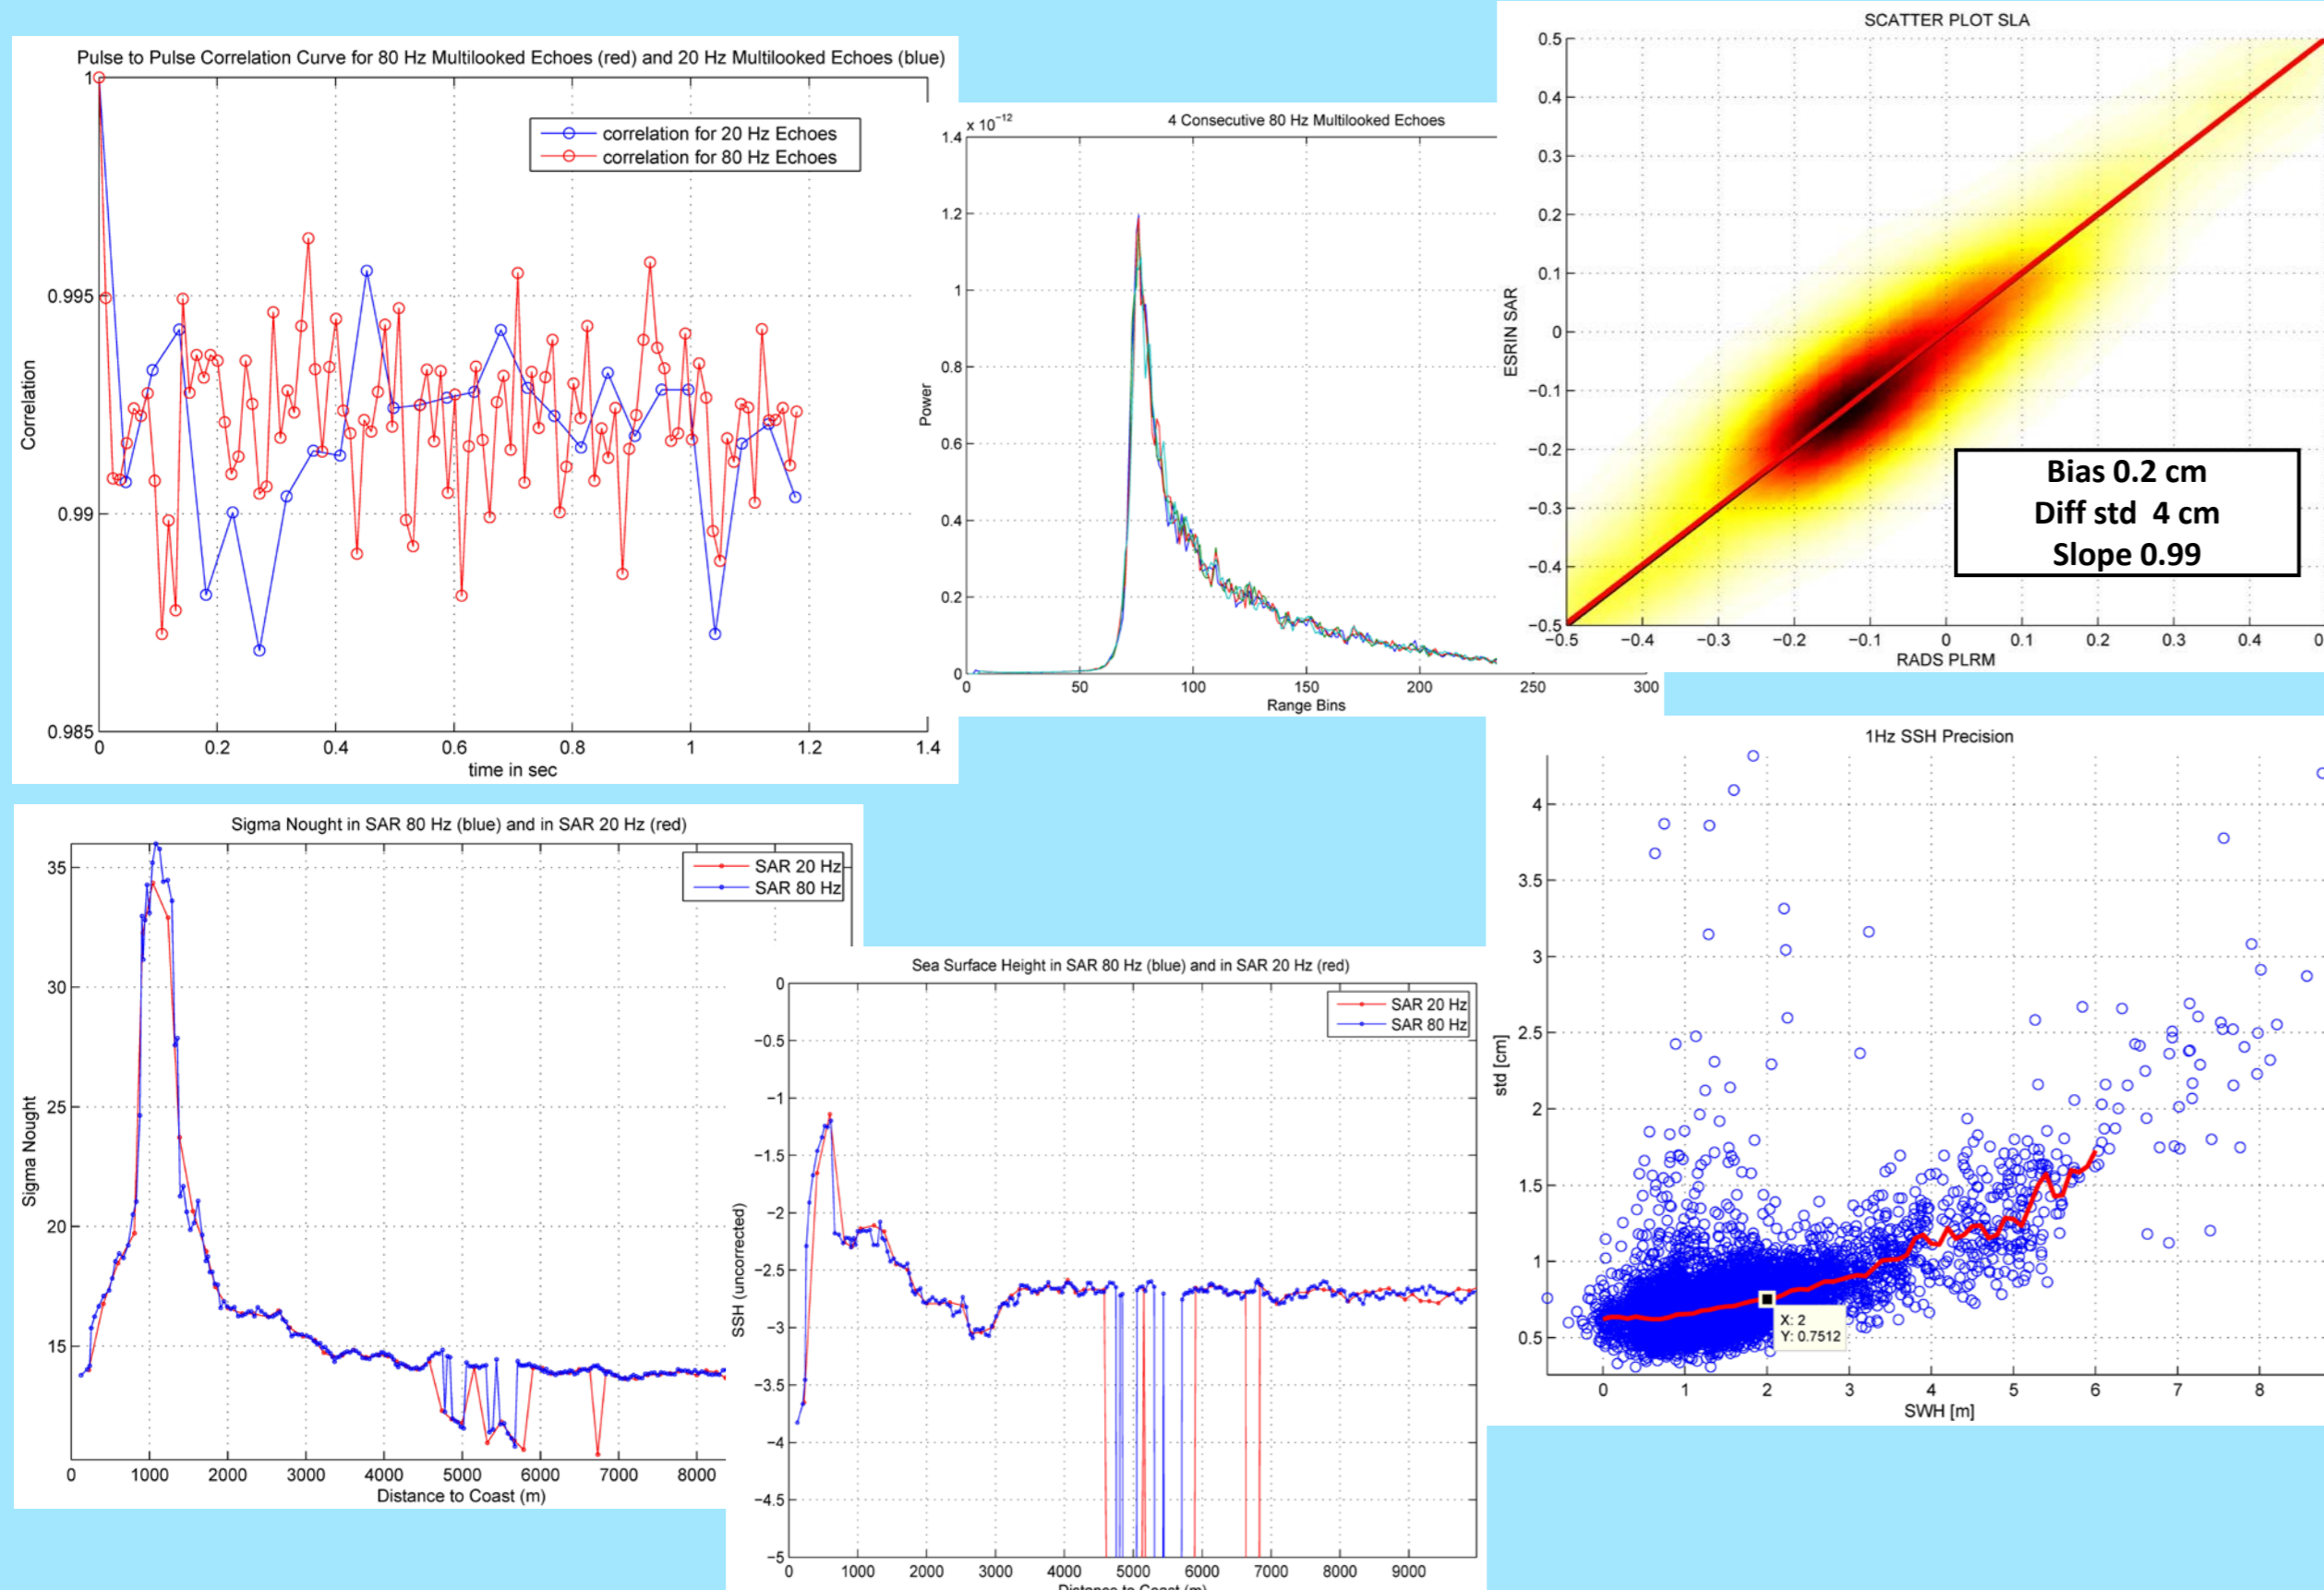 Pulse to Pulse Correlation Curve for 80 Hz Multilooked Echoes (red) and 20 Hz Multilooked Echoes (blue)
1
0.995
0.99
0.985
Correlation
correlation for 20 Hz Echoes
correlation for 80 Hz Echoes
0 0.2 0.4 0.6 0.8 1 1.2 1.4
time in sec
4 Consecutive 80 Hz Multilooked Echoes
x 10^-12
1.4
1.2
1
0.8
0.6
0.4
0.2
0
Power
0 50 100 150 200 250 300
Range Bins
SCATTER PLOT SLA
0.5
0.4
0.3
0.2
0.1
0
−0.1
−0.2
−0.3
−0.4
−0.5
ESRIN SAR
Bias 0.2 cm
Diff std 4 cm
Slope 0.99
−0.5 −0.4 −0.3 −0.2 −0.1 0 0.1 0.2 0.3 0.4
RADS PLRM
Sigma Nought in SAR 80 Hz (blue) and in SAR 20 Hz (red)
35
30
25
20
15
Sigma Nought
SAR 20 Hz
SAR 80 Hz
0 1000 2000 3000 4000 5000 6000 7000 8000
Distance to Coast (m)
Sea Surface Height in SAR 80 Hz (blue) and in SAR 20 Hz (red)
0
−0.5
−1
−1.5
−2
−2.5
−3
−3.5
−4
−4.5
−5
SSH (uncorrected)
SAR 20 Hz
SAR 80 Hz
0 1000 2000 3000 4000 5000 6000 7000 8000 9000
Distance to Coast (m)
1Hz SSH Precision
4
3.5
3
2.5
2
1.5
1
0.5
std [cm]
X: 2
Y: 0.7512
0 1 2 3 4 5 6 7 8
SWH [m]